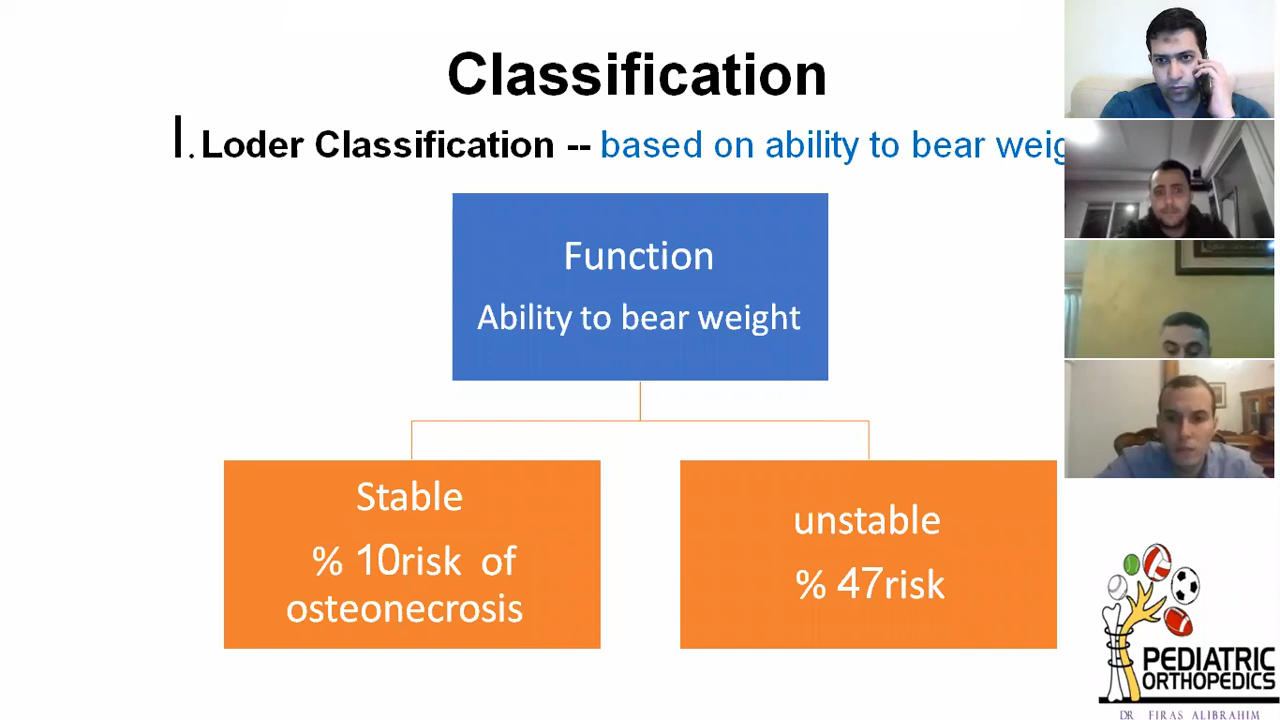 Classification
I. Loder Classification -- based on ability to bear weig
Function
Ability to bear weight
Stable
% 10risk of
osteonecrosis
unstable
% 47risk
PEDIATRIC
ORTHOPEDICS
DR FIRAS ALIBRAHIM